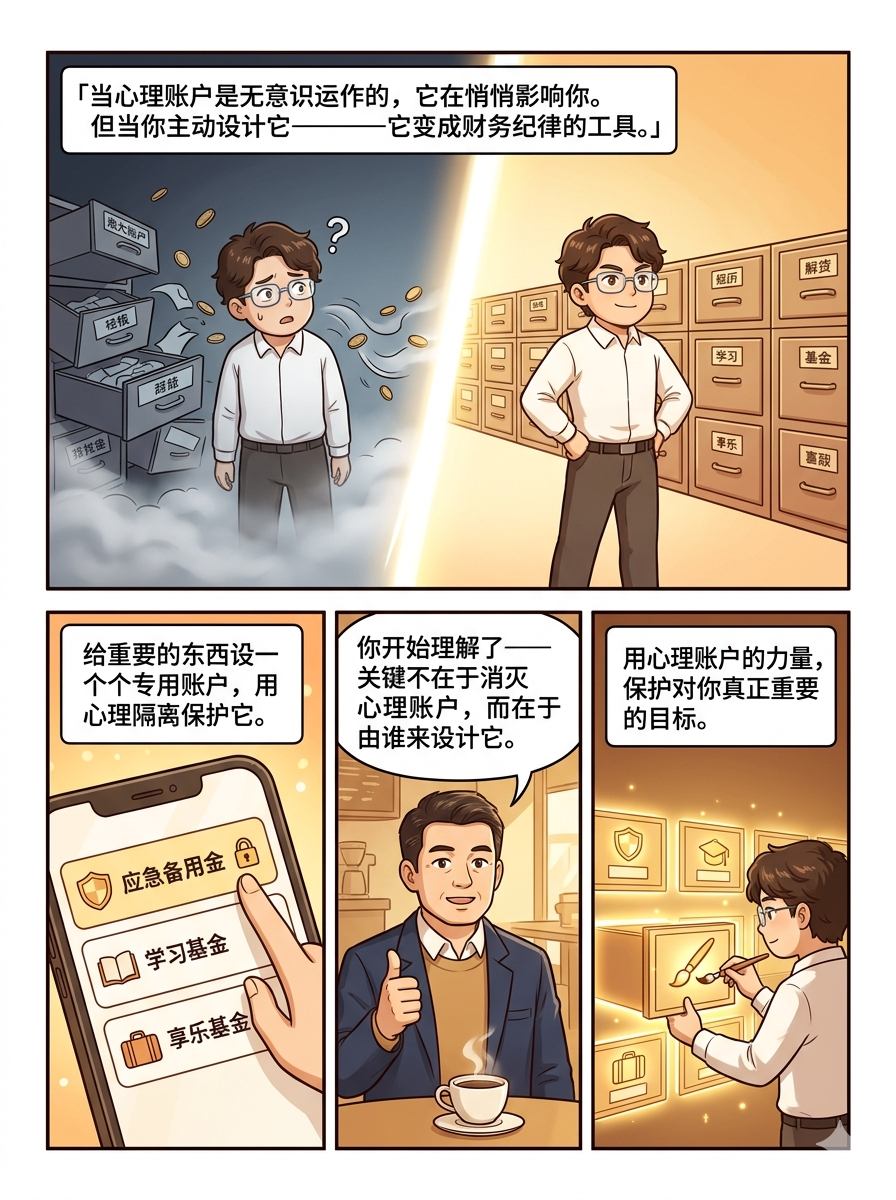 「当心理账户是无意识运作的，它在悄悄影响你。
但当你主动设计它————它变成财务纪律的工具。」
?
学习
基金
享乐
给重要的东西设一
个个专用账户，用
心理隔离保护它。
应急备用金
学习基金
享乐基金
你开始理解了——
关键不在于消灭
心理账户，而在于
由谁来设计它。
用心理账户的力量，
保护对你真正重要
的目标。